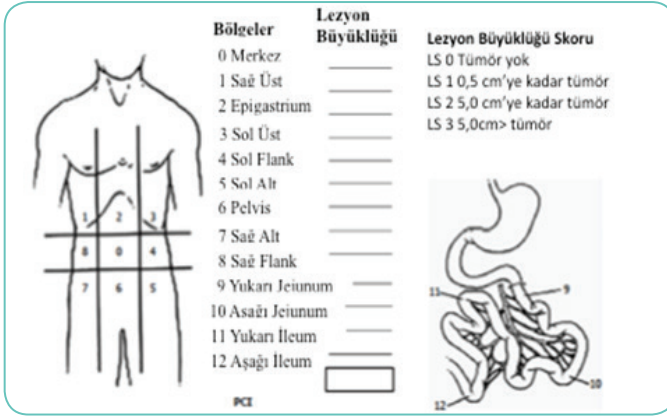 Bölgeler
Lezyon
Büyüklüğü
0 Merkez
1 Sağ Üst
2 Epigastrium
3 Sol Üst
4 Sol Flank
5 Sol Alt
6 Pelvis
7 Sağ Alt
8 Sağ Flank
9 Yukarı Jeiunum
10 Asağı Jeiunum
11 Yukarı İleum
12 Aşağı İleum
PCI
Lezyon Büyüklüğü Skoru
LS 0 Tümör yok
LS 1 0,5 cm'ye kadar tümör
LS 2 5,0 cm'ye kadar tümör
LS 3 5,0cm> tümör
1 2 3
8 0 4
7 6 5
11
9
10
12